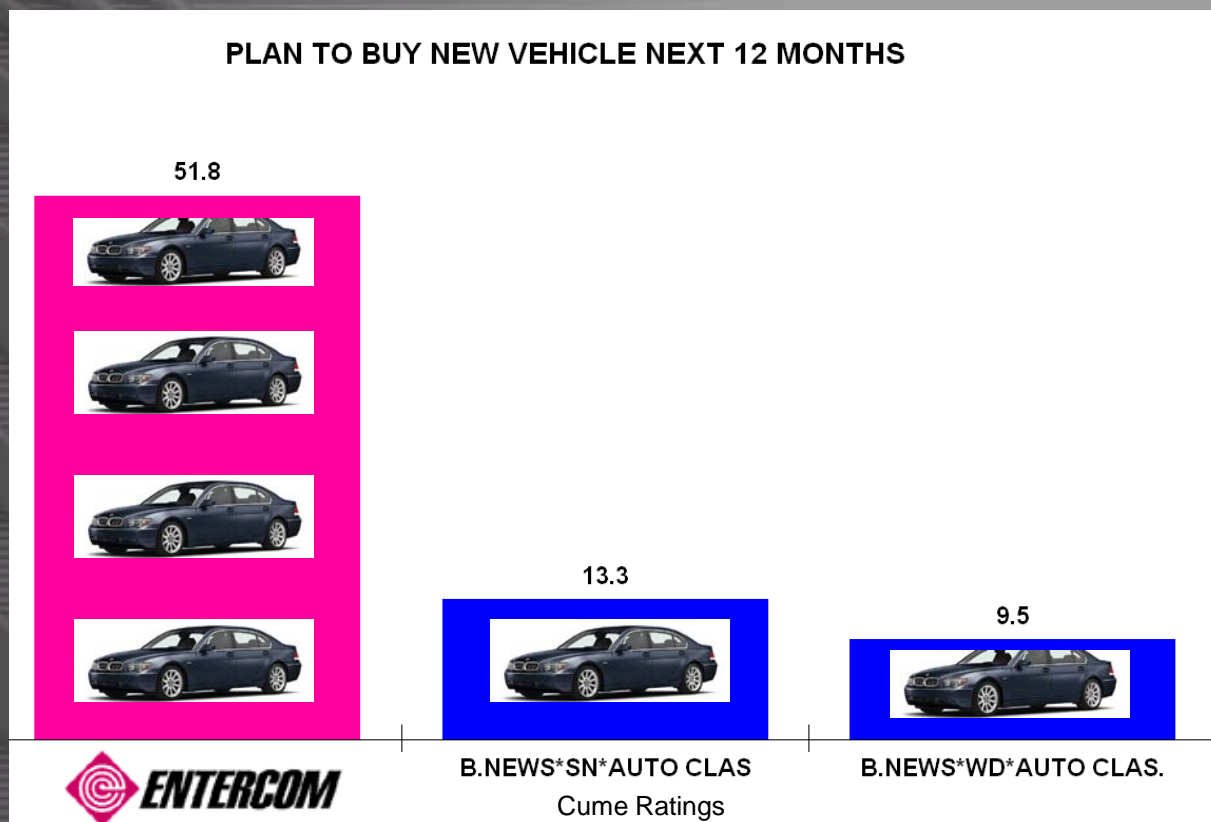 PLAN TO BUY NEW VEHICLE NEXT 12 MONTHS
51.8
13.3
9.5
ENTERCOM
B.NEWS*SN*AUTO CLAS
B.NEWS*WD*AUTO CLAS.
Cume Ratings